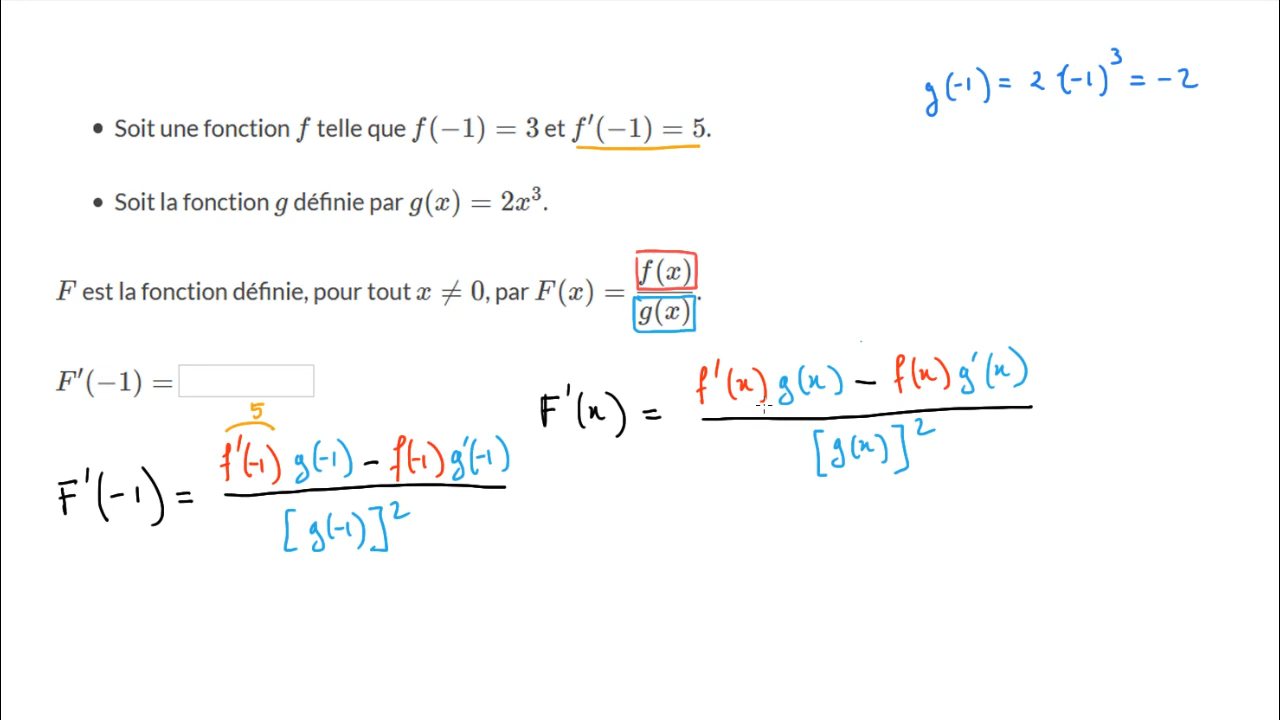 g(-1) = 2 (-1)³ = -2
• Soit une fonction f telle que f(−1) = 3 et f′(−1) = 5.
• Soit la fonction g définie par g(x) = 2x³.
F est la fonction définie, pour tout x ≠ 0, par F(x) = f(x)/g(x).
F′(−1) =
F'(x) = f'(x) g(x) - f(x) g'(x) / [g(x)]²
5
F'(-1) = f'(-1) g(-1) - f(-1) g'(-1) / [g(-1)]²